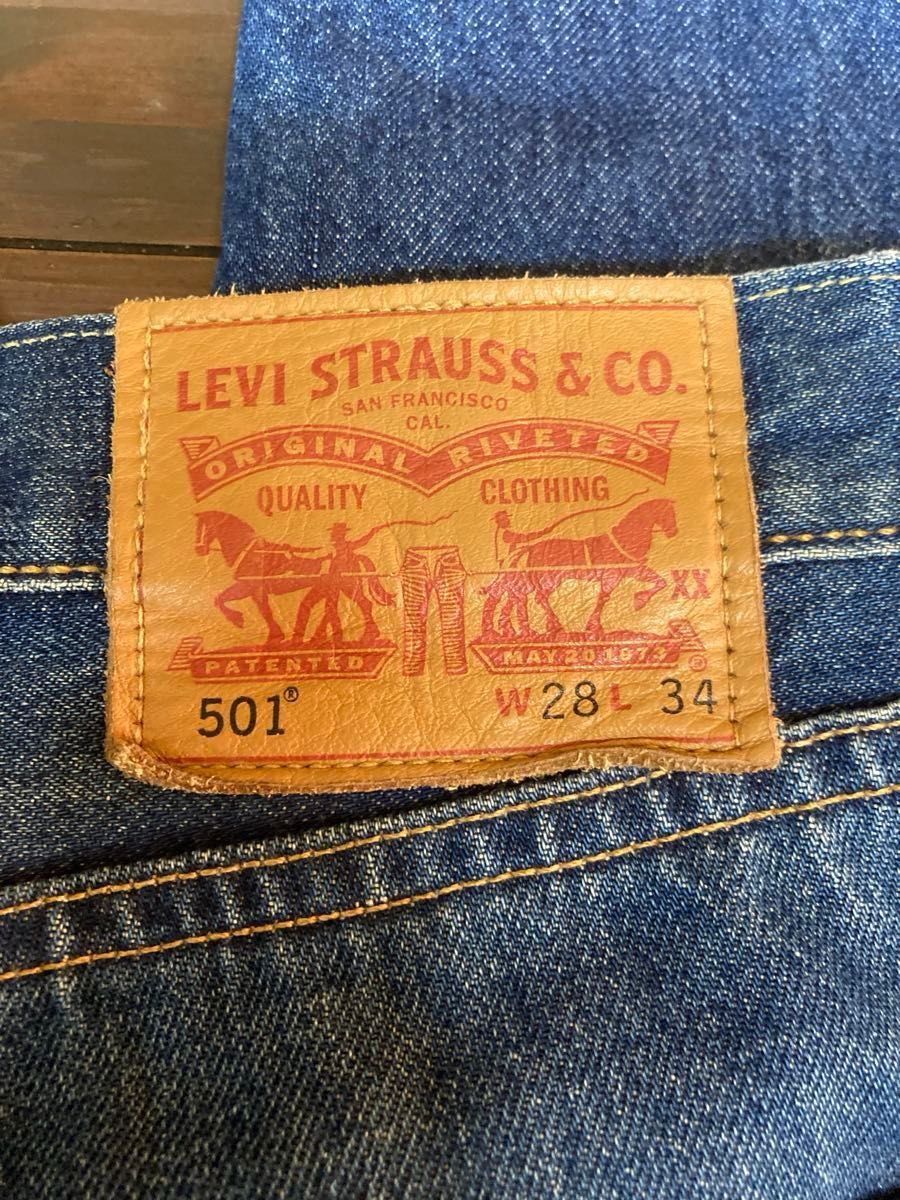 LEVI STRAUSS & CO.
SAN FRANCISCO
CAL.
ORIGINAL RIVETED
QUALITY CLOTHING
XX
PATENTED MAY 20 1873 ®
501® W 28 L 34